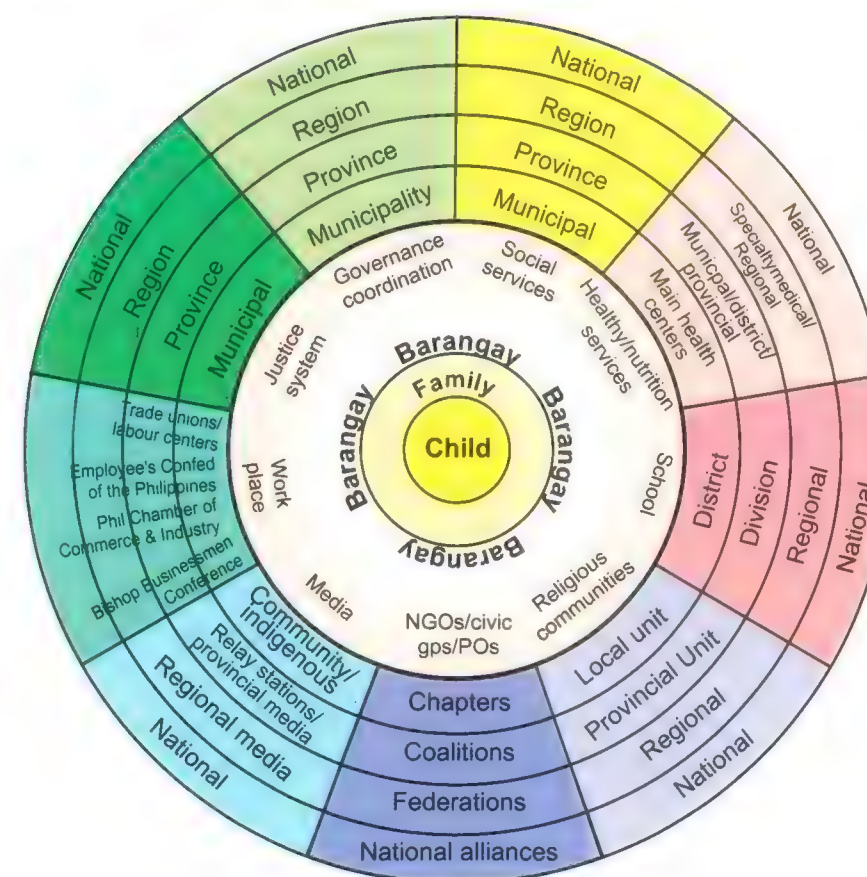 National
Region
Province
Municipality
National
Region
Province
Municipal
National
Specialty/medical/
Regional
Municpal/district/
provincial
Main health
centers
National
Regional
Division
District
National
Regional
Provincial Unit
Local unit
Chapters
Coalitions
Federations
National alliances
Community/
indigenous
Relay stations/
provincial media
Regional media
National
Trade unions/
labour centers
Employee's Confed
of the Philippines
Phil Chamber of
Commerce & Industry
Bishop Businessmen
Conference
National
Region
Province
Municipal
Governance
coordination
Social
services
Healthy/nutrition
services
School
Religious
communities
NGOs/civic
gps/POs
Media
Work
place
Justice
system
Barangay
Barangay
Barangay
Barangay
Family
Child